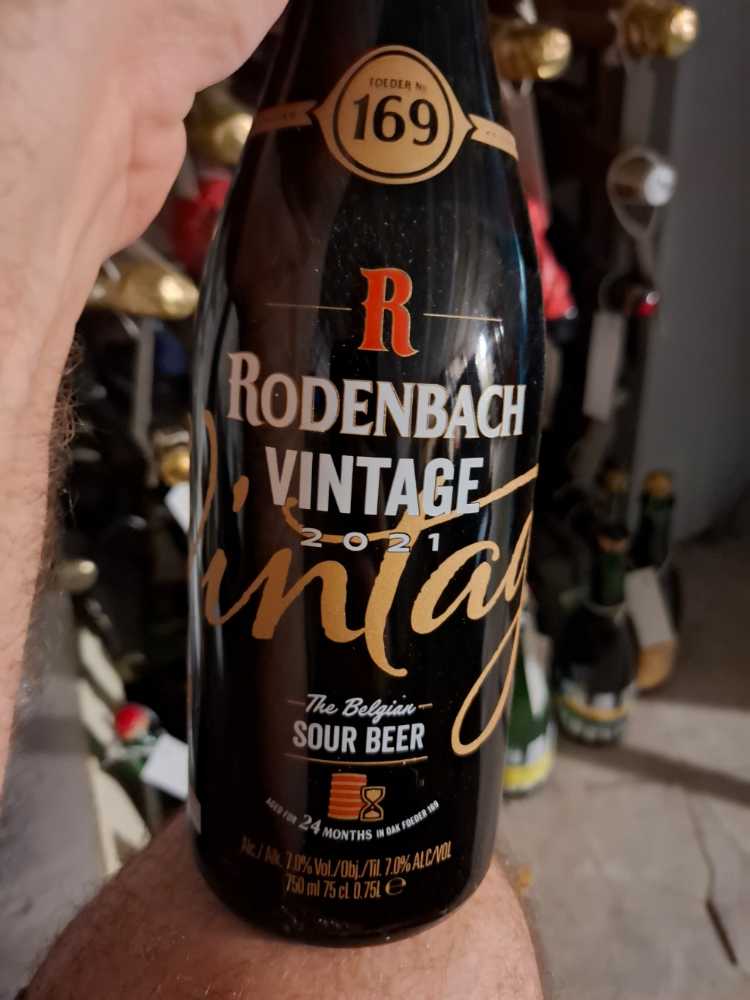 FOEDER No
169
R
RODENBACH
VINTAGE
2021
Vintag
The Belgian
SOUR BEER
AGED FOR 24 MONTHS IN OAK FOEDER 169
Alc./Alk. 7.0% Vol./Obj./Til. 7.0% ALC/VOL
750 ml 75 cl 0.75L e